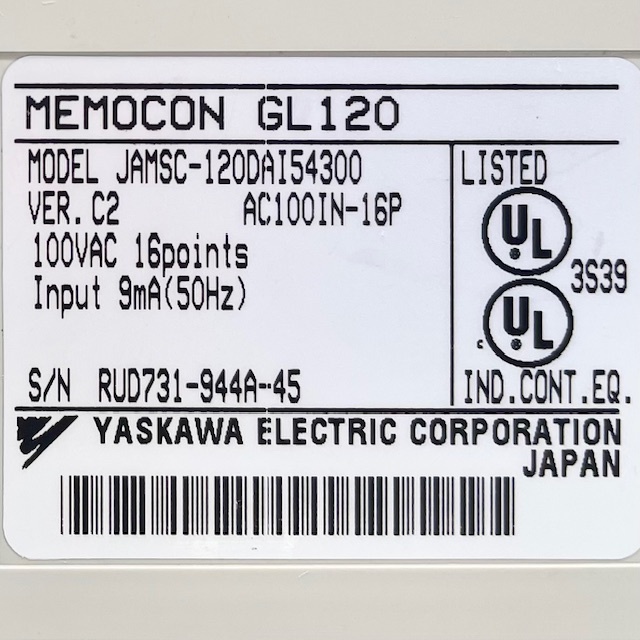 MEMOCON GL120
MODEL JAMSC-120DAI54300
VER. C2 AC100IN-16P
100VAC 16points
Input 9mA(50Hz)
S/N RUD731-944A-45
LISTED
UL
3S39
c UL
IND.CONT.EQ.
YASKAWA ELECTRIC CORPORATION
JAPAN